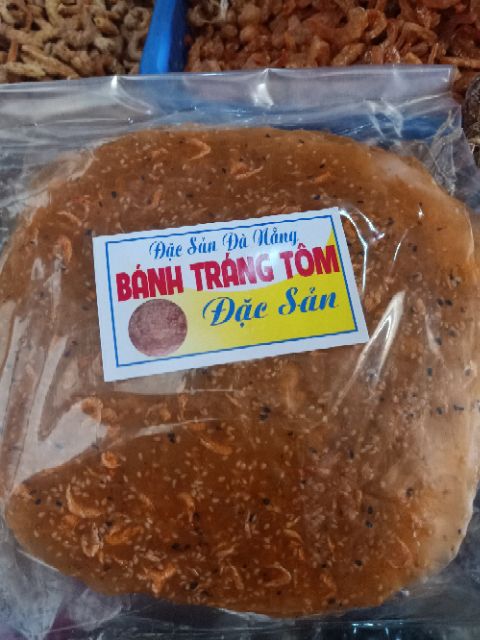 Đặc Sản Đà Nẵng
BÁNH TRÁNG TÔM
Đặc Sản